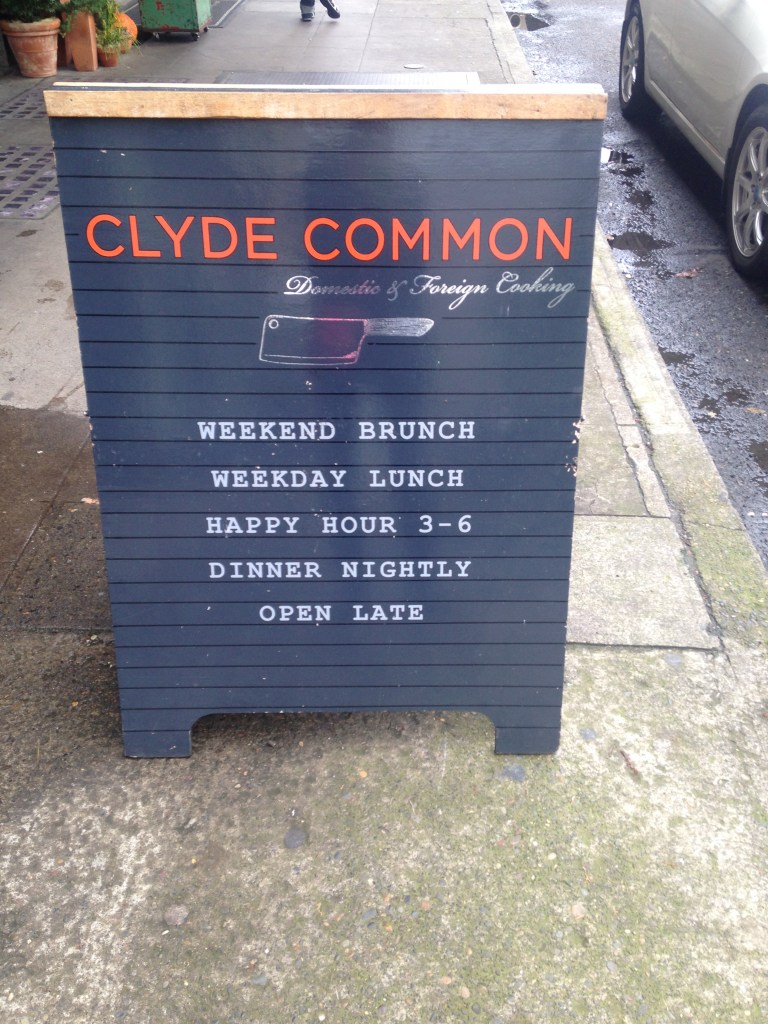 CLYDE COMMON
Domestic & Foreign Cooking
WEEKEND BRUNCH
WEEKDAY LUNCH
HAPPY HOUR 3-6
DINNER NIGHTLY
OPEN LATE